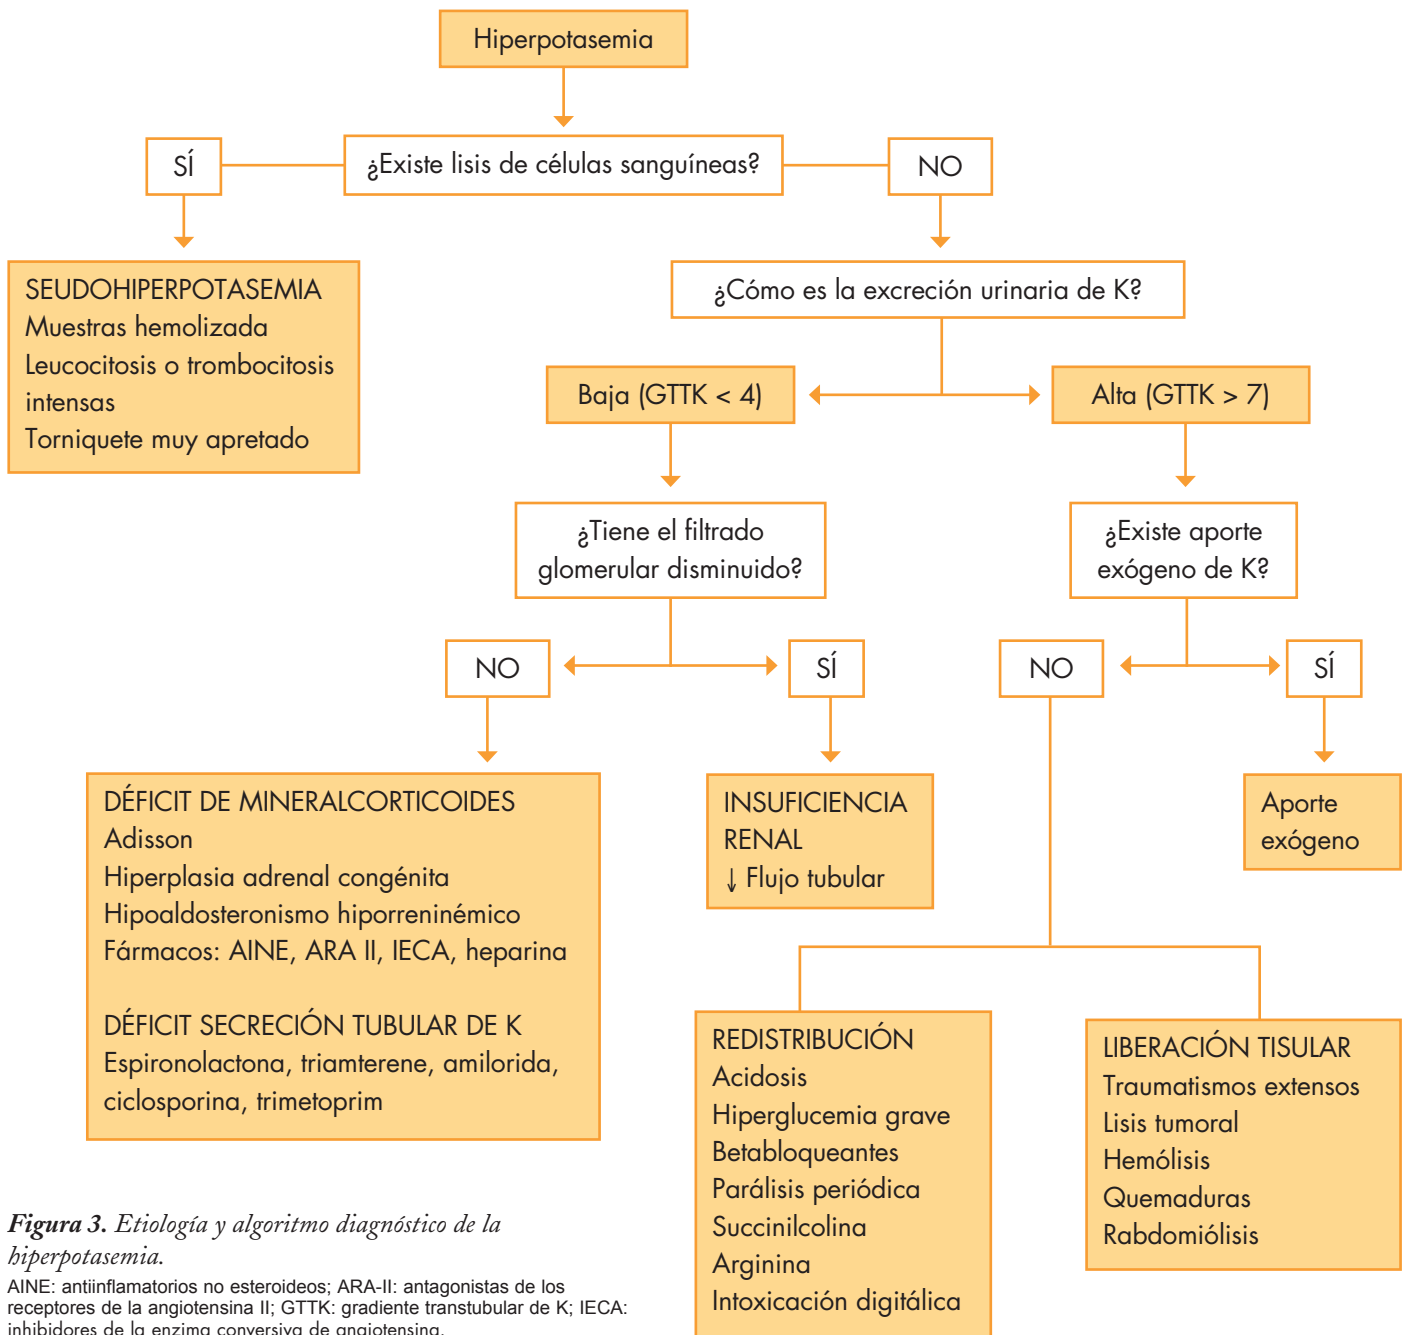 Hiperpotasemia
SÍ
¿Existe lisis de células sanguíneas?
NO
SEUDOHIPERPOTASEMIA
Muestras hemolizada
Leucocitosis o trombocitosis
intensas
Torniquete muy apretado
¿Cómo es la excreción urinaria de K?
Baja (GTTK < 4)
Alta (GTTK > 7)
¿Tiene el filtrado
glomerular disminuido?
¿Existe aporte
exógeno de K?
NO
SÍ
NO
SÍ
DÉFICIT DE MINERALCORTICOIDES
Adisson
Hiperplasia adrenal congénita
Hipoaldosteronismo hiporreninémico
Fármacos: AINE, ARA II, IECA, heparina
DÉFICIT SECRECIÓN TUBULAR DE K
Espironolactona, triamterene, amilorida,
ciclosporina, trimetoprim
INSUFICIENCIA
RENAL
↓ Flujo tubular
Aporte
exógeno
REDISTRIBUCIÓN
Acidosis
Hiperglucemia grave
Betabloqueantes
Parálisis periódica
Succinilcolina
Arginina
Intoxicación digitálica
LIBERACIÓN TISULAR
Traumatismos extensos
Lisis tumoral
Hemólisis
Quemaduras
Rabdomiólisis
Figura 3. Etiología y algoritmo diagnóstico de la
hiperpotasemia.
AINE: antiinflamatorios no esteroideos; ARA-II: antagonistas de los
receptores de la angiotensina II; GTTK: gradiente transtubular de K; IECA:
inhibidores de la enzima conversiva de angiotensina.